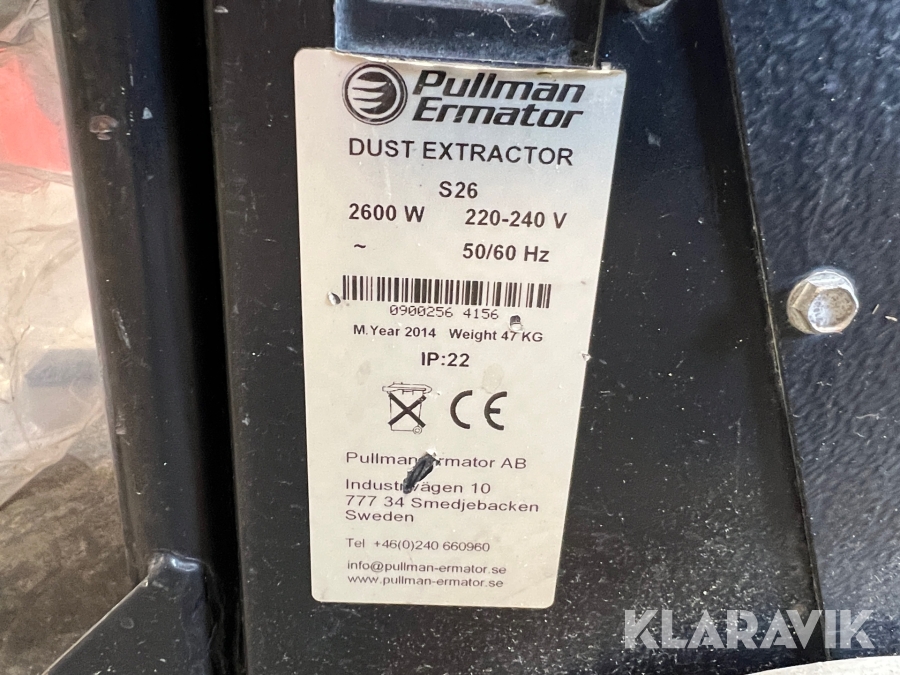 Pullman
Ermator
DUST EXTRACTOR
S26
2600 W 220-240 V
~ 50/60 Hz
0900256 4156
M.Year 2014 Weight 47 KG
IP:22
CE
Pullman Ermator AB
Industrivägen 10
777 34 Smedjebacken
Sweden
Tel +46(0)240 660960
info@pullman-ermator.se
www.pullman-ermator.se
KLARAVIK